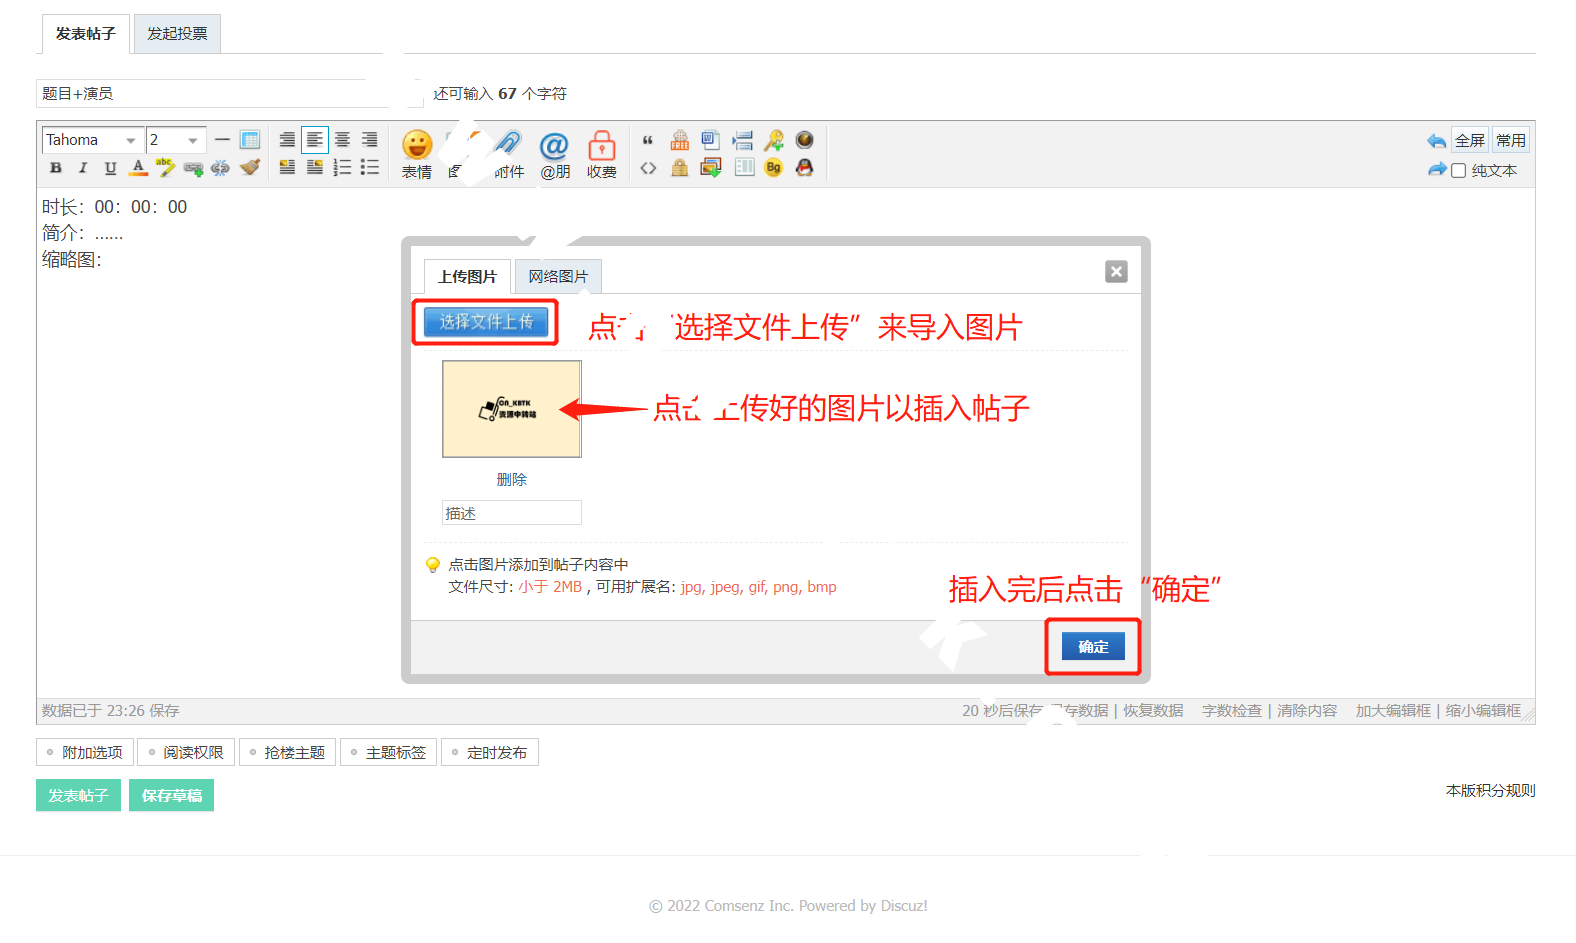 发表帖子 发起投票
题目+演员 还可输入 67 个字符
Tahoma 2 全屏 常用
表情 附件 @朋 收费 纯文本
时长：00：00：00
简介：......
缩略图：
上传图片 网络图片
选择文件上传 点 “选择文件上传”来导入图片
CN_KBTK
资源中转站
点击上传好的图片以插入帖子
删除
描述
点击图片添加到帖子内容中
文件尺寸: 小于 2MB , 可用扩展名: jpg, jpeg, gif, png, bmp
插入完后点击“确定”
确定
数据已于 23:26 保存 20 秒后保存 保存数据 | 恢复数据 字数检查 | 清除内容 加大编辑框 | 缩小编辑框
附加选项 阅读权限 抢楼主题 主题标签 定时发布
发表帖子 保存草稿 本版积分规则
© 2022 Comsenz Inc. Powered by Discuz!